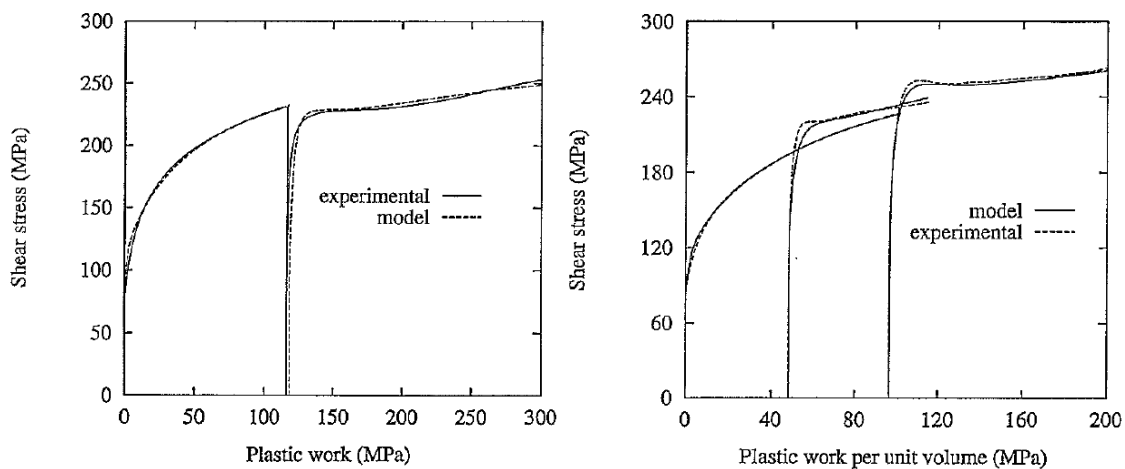 300
250
200
150
100
50
0
Shear stress (MPa)
experimental
model
0 50 100 150 200 250 300
Plastic work (MPa)
300
240
180
120
60
0
Shear stress (MPa)
model
experimental
0 40 80 120 160 200
Plastic work per unit volume (MPa)